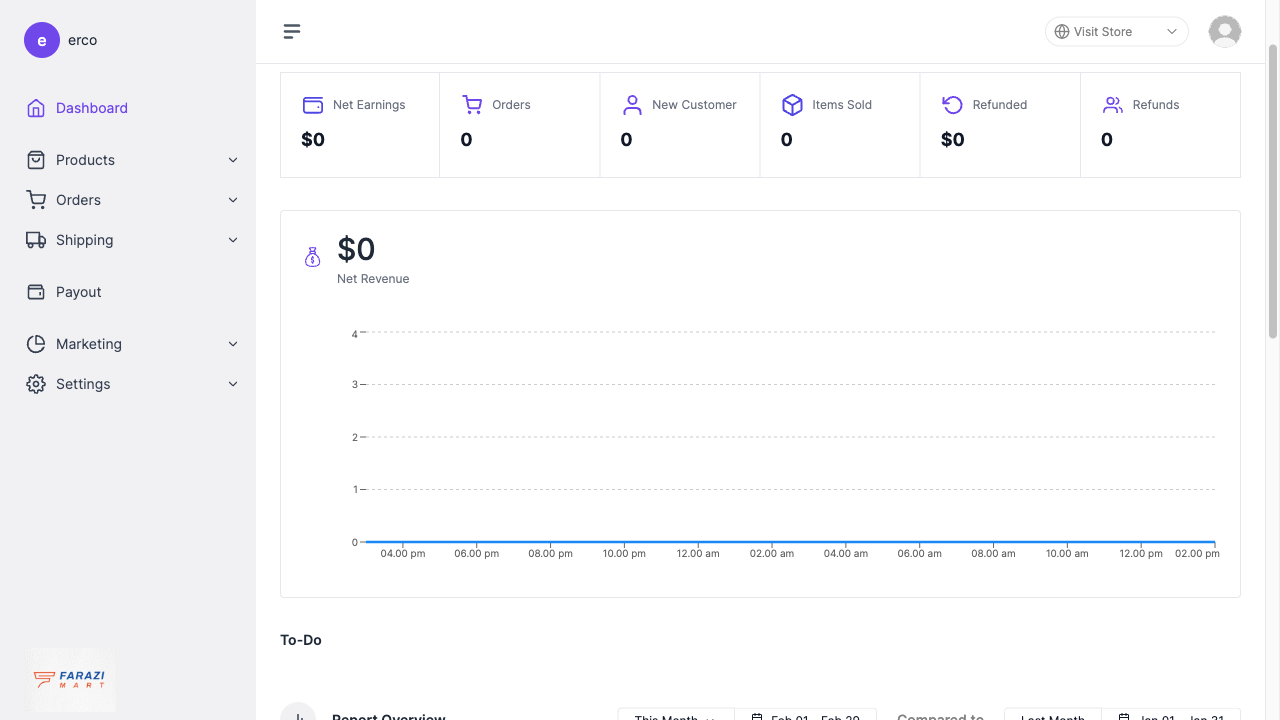 e erco
Dashboard
Products
Orders
Shipping
Payout
Marketing
Settings
FARAZI
MART
Visit Store
Net Earnings
$0
Orders
0
New Customer
0
Items Sold
0
Refunded
$0
Refunds
0
$0
Net Revenue
4
3
2
1
0
04.00 pm 06.00 pm 08.00 pm 10.00 pm 12.00 am 02.00 am 04.00 am 06.00 am 08.00 am 10.00 am 12.00 pm 02.00 pm
To-Do
Report Overview This Month Feb 01 - Feb 29 Compared to Last Month Jan 01 - Jan 31